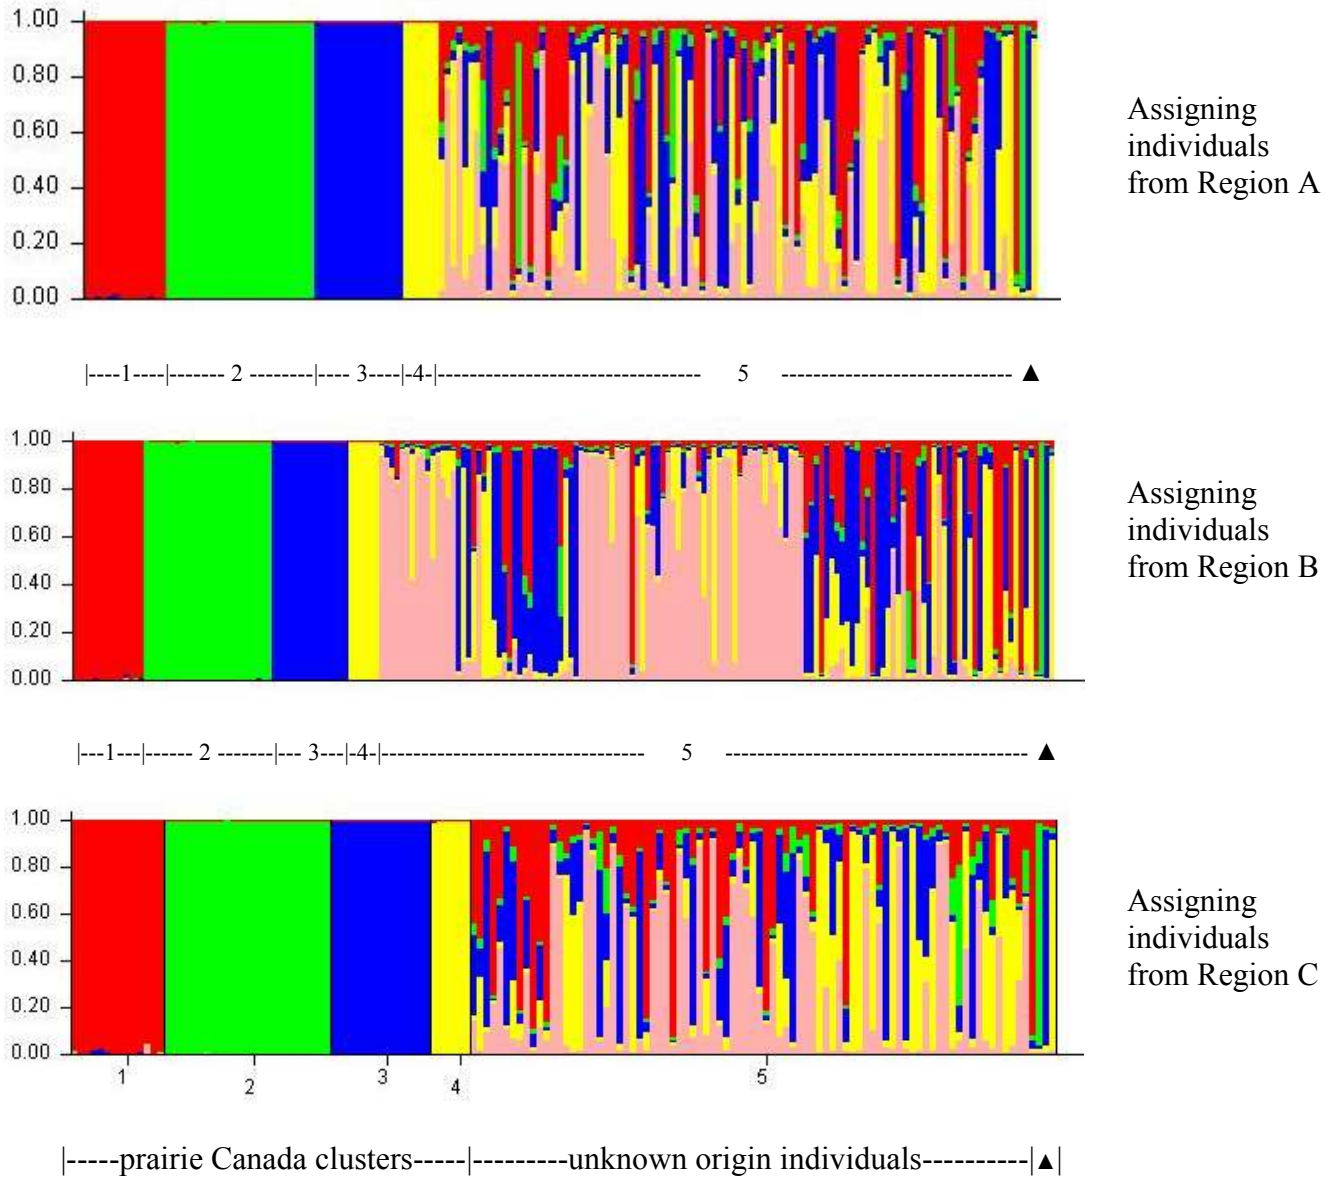 1.00
0.80
0.60
0.40
0.20
0.00
Assigning
individuals
from Region A
|----1----|------- 2 ---------|---- 3----|-4-|-------------------------------- 5 ---------------------------- ▲
1.00
0.80
0.60
0.40
0.20
0.00
Assigning
individuals
from Region B
|---1---|------ 2 -------|--- 3---|-4-|-------------------------------- 5 ------------------------------------- ▲
1.00
0.80
0.60
0.40
0.20
0.00
Assigning
individuals
from Region C
1 2 3 4 5
|-----prairie Canada clusters-----|---------unknown origin individuals----------|▲|